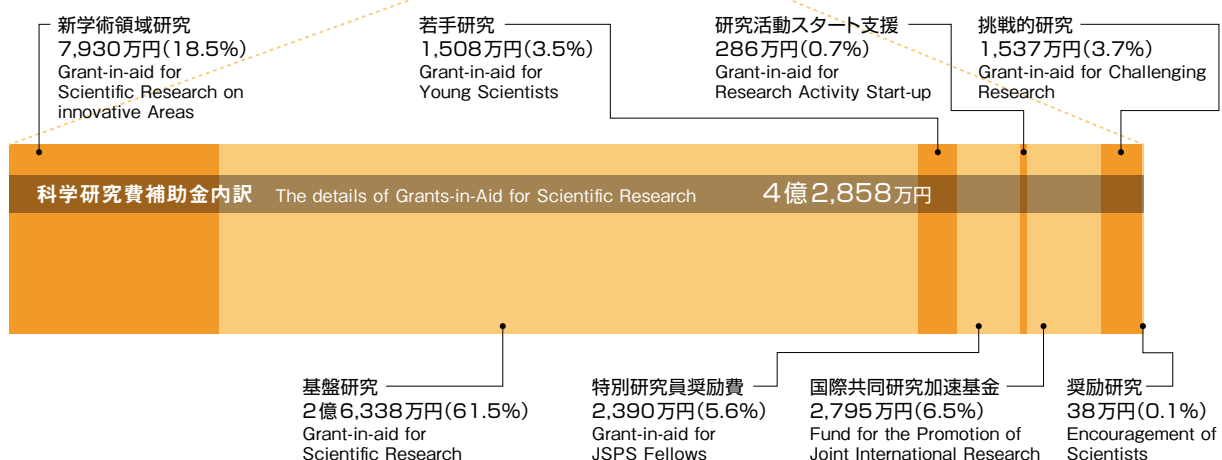 新学術領域研究
7,930万円(18.5%)
Grant-in-aid for
Scientific Research on
innovative Areas
若手研究
1,508万円(3.5%)
Grant-in-aid for
Young Scientists
研究活動スタート支援
286万円(0.7%)
Grant-in-aid for
Research Activity Start-up
挑戦的研究
1,537万円(3.7%)
Grant-in-aid for Challenging
Research
科学研究費補助金内訳 The details of Grants-in-Aid for Scientific Research 4億2,858万円
基盤研究
2億6,338万円(61.5%)
Grant-in-aid for
Scientific Research
特別研究員奨励費
2,390万円(5.6%)
Grant-in-aid for
JSPS Fellows
国際共同研究加速基金
2,795万円(6.5%)
Fund for the Promotion of
Joint International Research
奨励研究
38万円(0.1%)
Encouragement of
Scientists